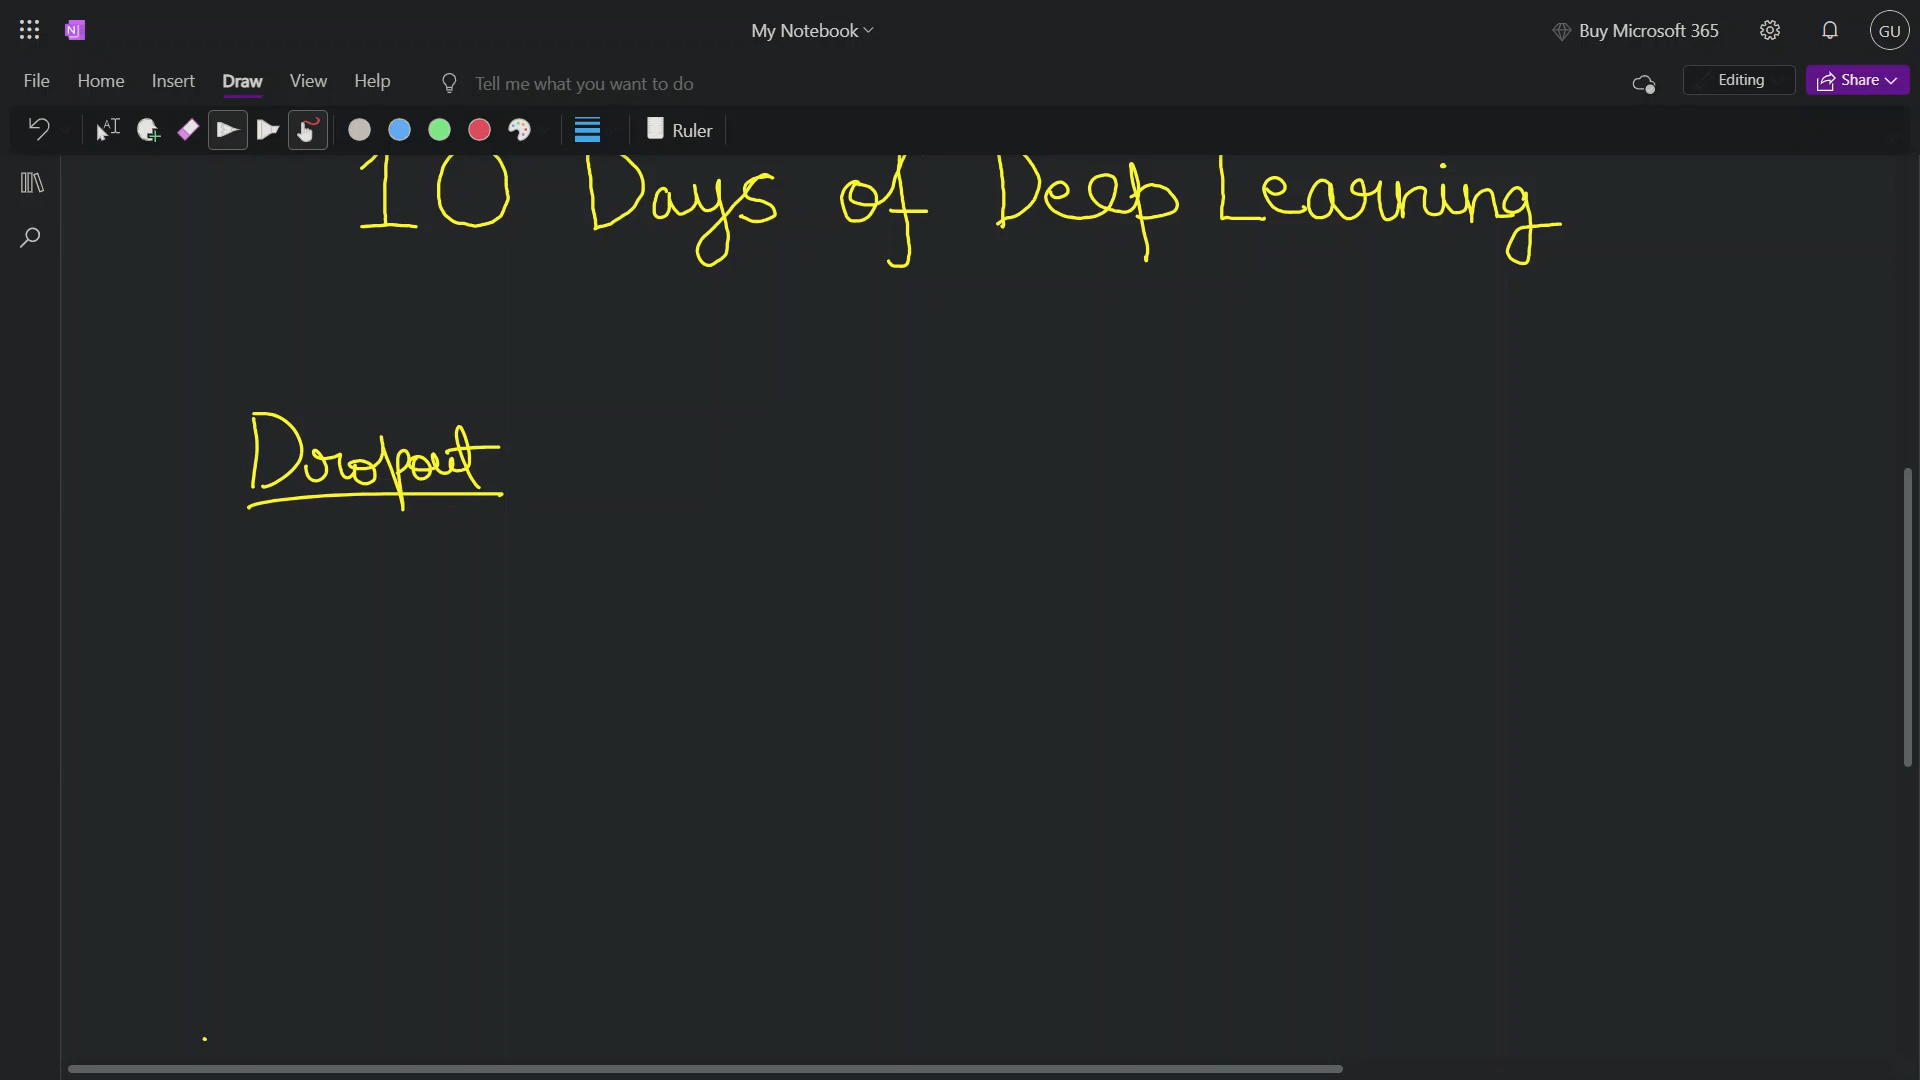 My Notebook
Buy Microsoft 365
GU
File Home Insert Draw View Help Tell me what you want to do
Editing
Share
Ruler
10 Days of Deep Learning
Dropout